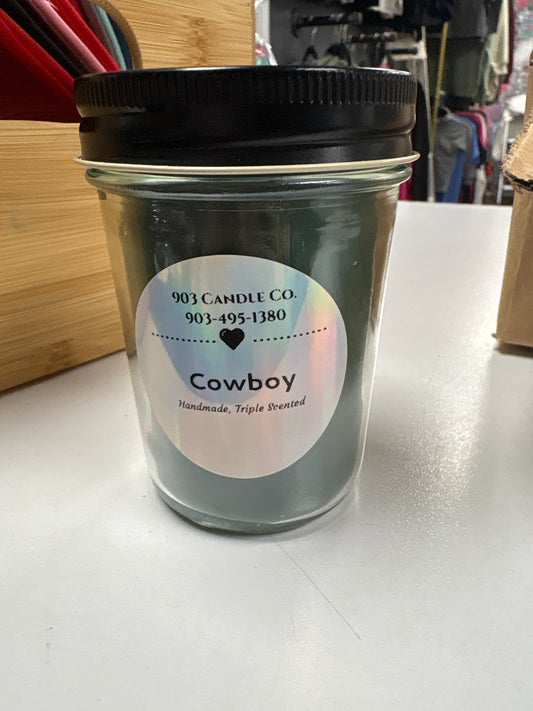 903 Candle Co.
903-495-1380
Cowboy
Handmade, Triple Scented